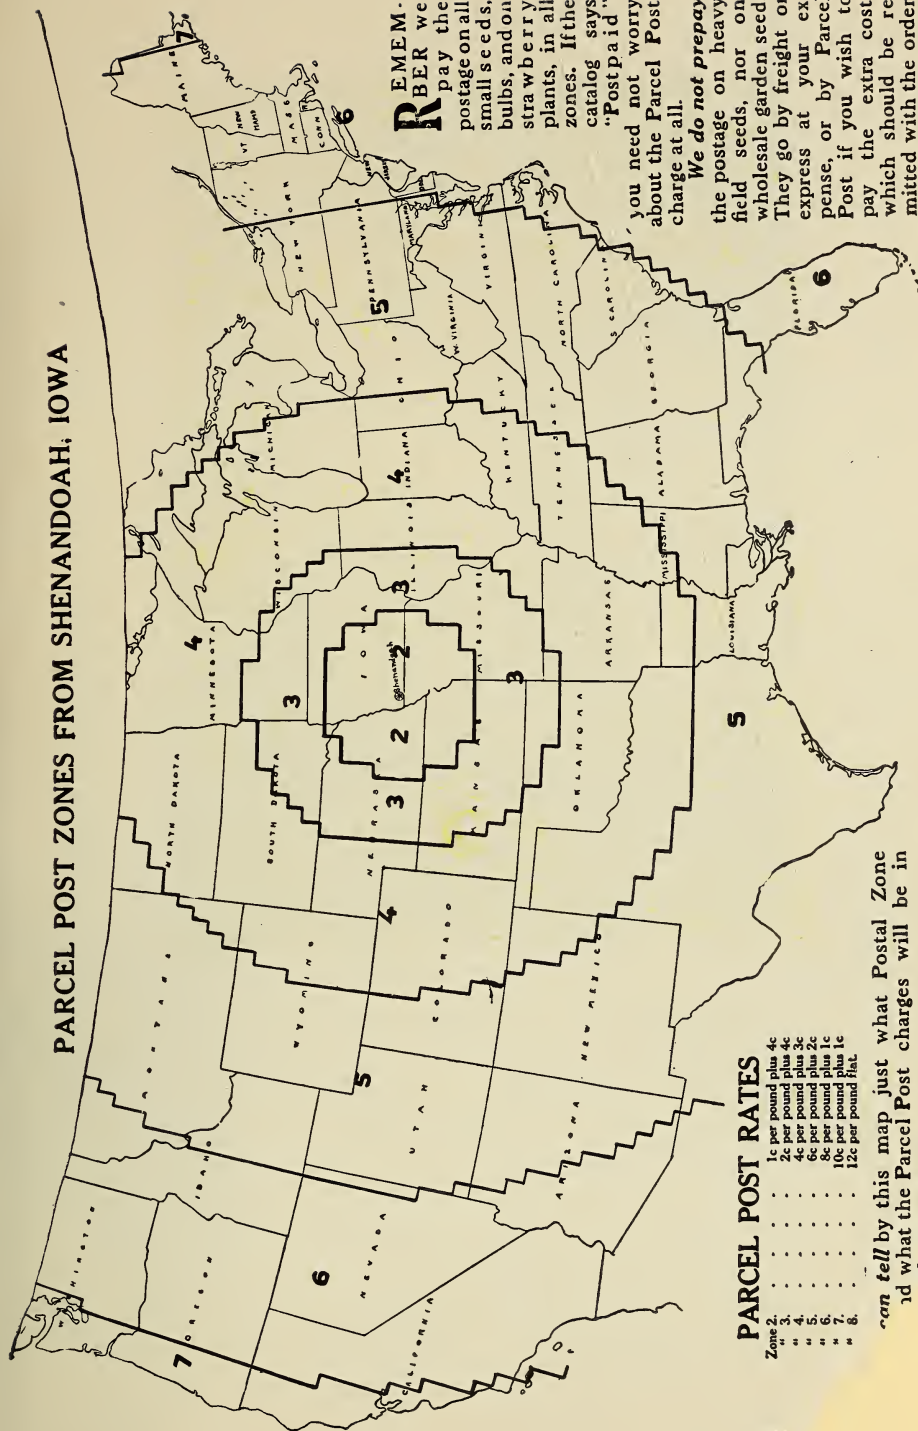 PARCEL POST ZONES FROM SHENANDOAH, IOWA
REMEM-
BER we
pay the
postage on all
small seeds,
bulbs, and on
strawberry
plants, in all
zones. If the
catalog says
"Postpaid"
you need not worry
about the Parcel Post
charge at all.
We do not prepay
the postage on heavy
field seeds, nor on
wholesale garden seed
They go by freight or
express at your ex
pense, or by Parcel
Post if you wish to
pay the extra cost
which should be re
mitted with the order
WASHINGTON
OREGON
CALIFORNIA
NEVADA
IDAHO
MONTANA
WYOMING
UTAH
COLORADO
ARIZONA
NEW MEXICO
NORTH DAKOTA
SOUTH DAKOTA
NEBRASKA
KANSAS
OKLAHOMA
MINNESOTA
IOWA
Shenandoah
MISSOURI
ARKANSAS
LOUISIANA
WISCONSIN
ILLINOIS
MICHIGAN
INDIANA
OHIO
KENTUCKY
TENNESSEE
MISSISSIPPI
ALABAMA
GEORGIA
FLORIDA
S CAROLINA
NORTH CAROLINA
VIRGINIA
W. VIRGINIA
MARYLAND
DEL
PENNSYLVANIA
NEW JERSEY
NEW YORK
CONN
R I
MASS
VT
NEW HAMP
MAINE
7
6
5
4
3
2
2
3
3
3
4
4
5
5
6
6
7
PARCEL POST RATES
Zone 2. . . . . 1c per pound plus 4c
" 3. . . . . 2c per pound plus 4c
" 4. . . . . 4c per pound plus 3c
" 5. . . . . 6c per pound plus 2c
" 6. . . . . 8c per pound plus 1c
" 7. . . . . 10c per pound plus 1c
" 8. . . . . 12c per pound flat.
can tell by this map just what Postal Zone
nd what the Parcel Post charges will be in